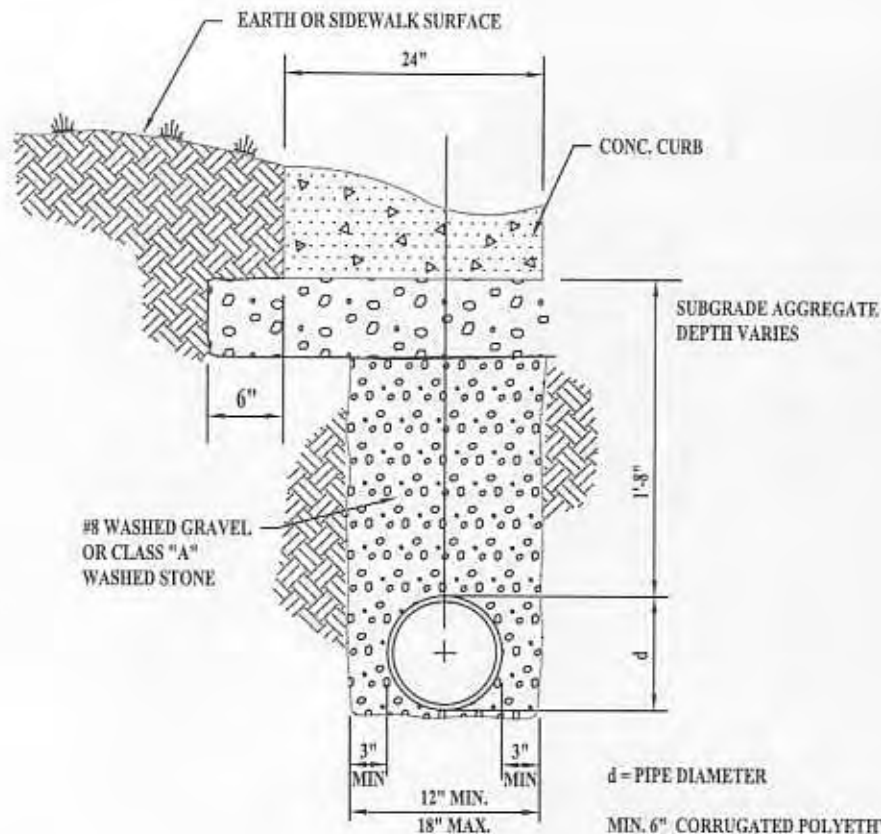 EARTH OR SIDEWALK SURFACE
24"
CONC. CURB
SUBGRADE AGGREGATE
DEPTH VARIES
6"
1'-8"
#8 WASHED GRAVEL
OR CLASS "A"
WASHED STONE
d
3"
MIN
3"
MIN
12" MIN.
18" MAX.
d = PIPE DIAMETER
MIN. 6" CORRUGATED